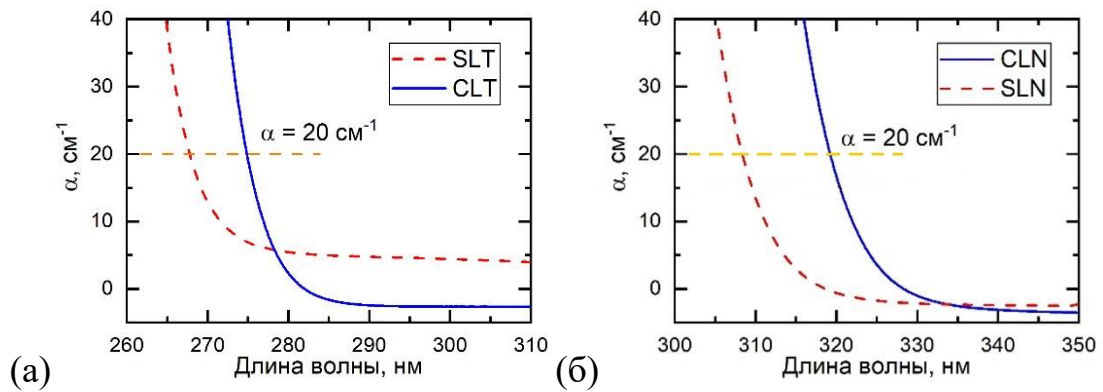 40
30
20
10
0
α, см⁻¹
SLT
CLT
α = 20 см⁻¹
260 270 280 290 300 310
Длина волны, нм
(а)
40
30
20
10
0
α, см⁻¹
CLN
SLN
α = 20 см⁻¹
300 310 320 330 340 350
Длина волны, нм
(б)